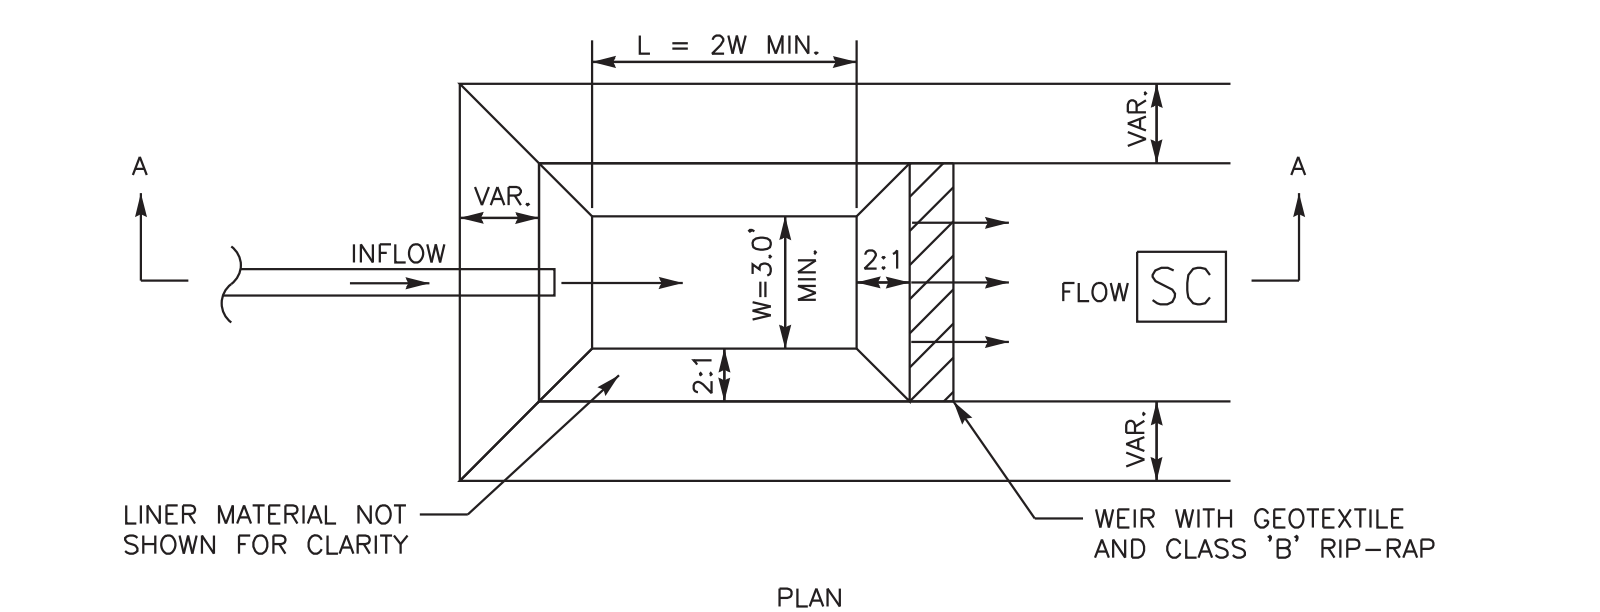 L = 2W MIN.
VAR.
A
A
VAR.
INFLOW
W=3.0'
MIN.
2:1
FLOW
SC
2:1
VAR.
LINER MATERIAL NOT
SHOWN FOR CLARITY
WEIR WITH GEOTEXTILE
AND CLASS 'B' RIP-RAP
PLAN